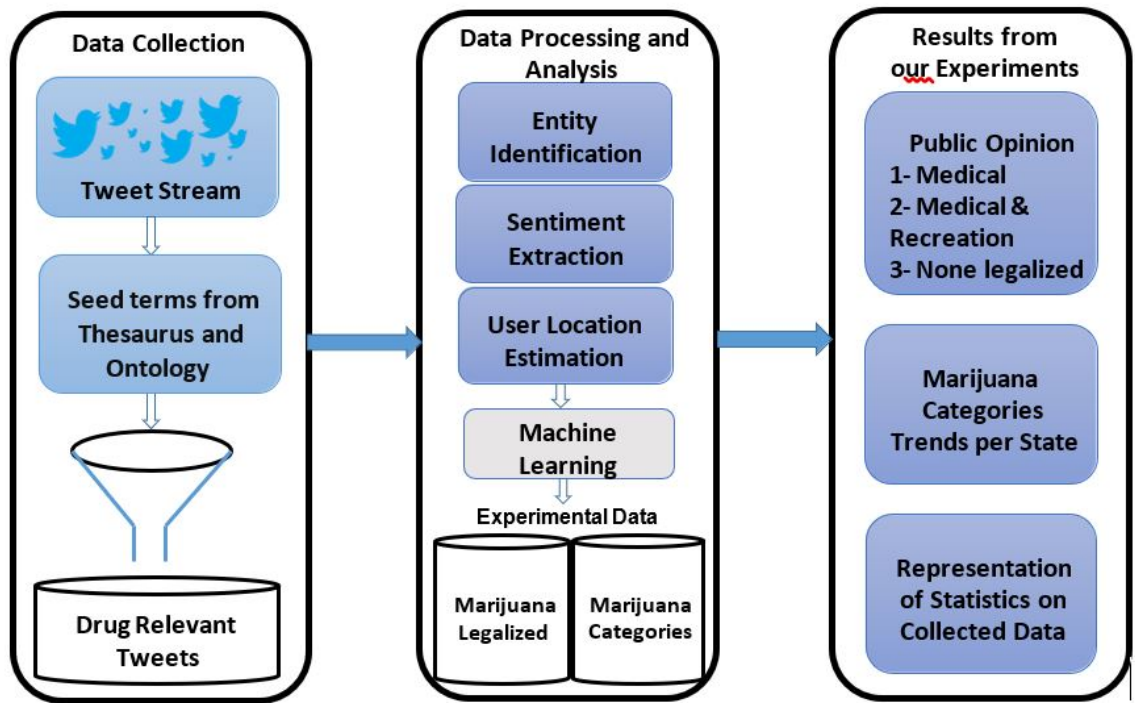 Data Collection
Tweet Stream
Seed terms from
Thesaurus and
Ontology
Drug Relevant
Tweets
Data Processing and
Analysis
Entity
Identification
Sentiment
Extraction
User Location
Estimation
Machine
Learning
Experimental Data
Marijuana
Legalized
Marijuana
Categories
Results from
our Experiments
Public Opinion
1- Medical
2- Medical &
Recreation
3- None legalized
Marijuana
Categories
Trends per State
Representation
of Statistics on
Collected Data